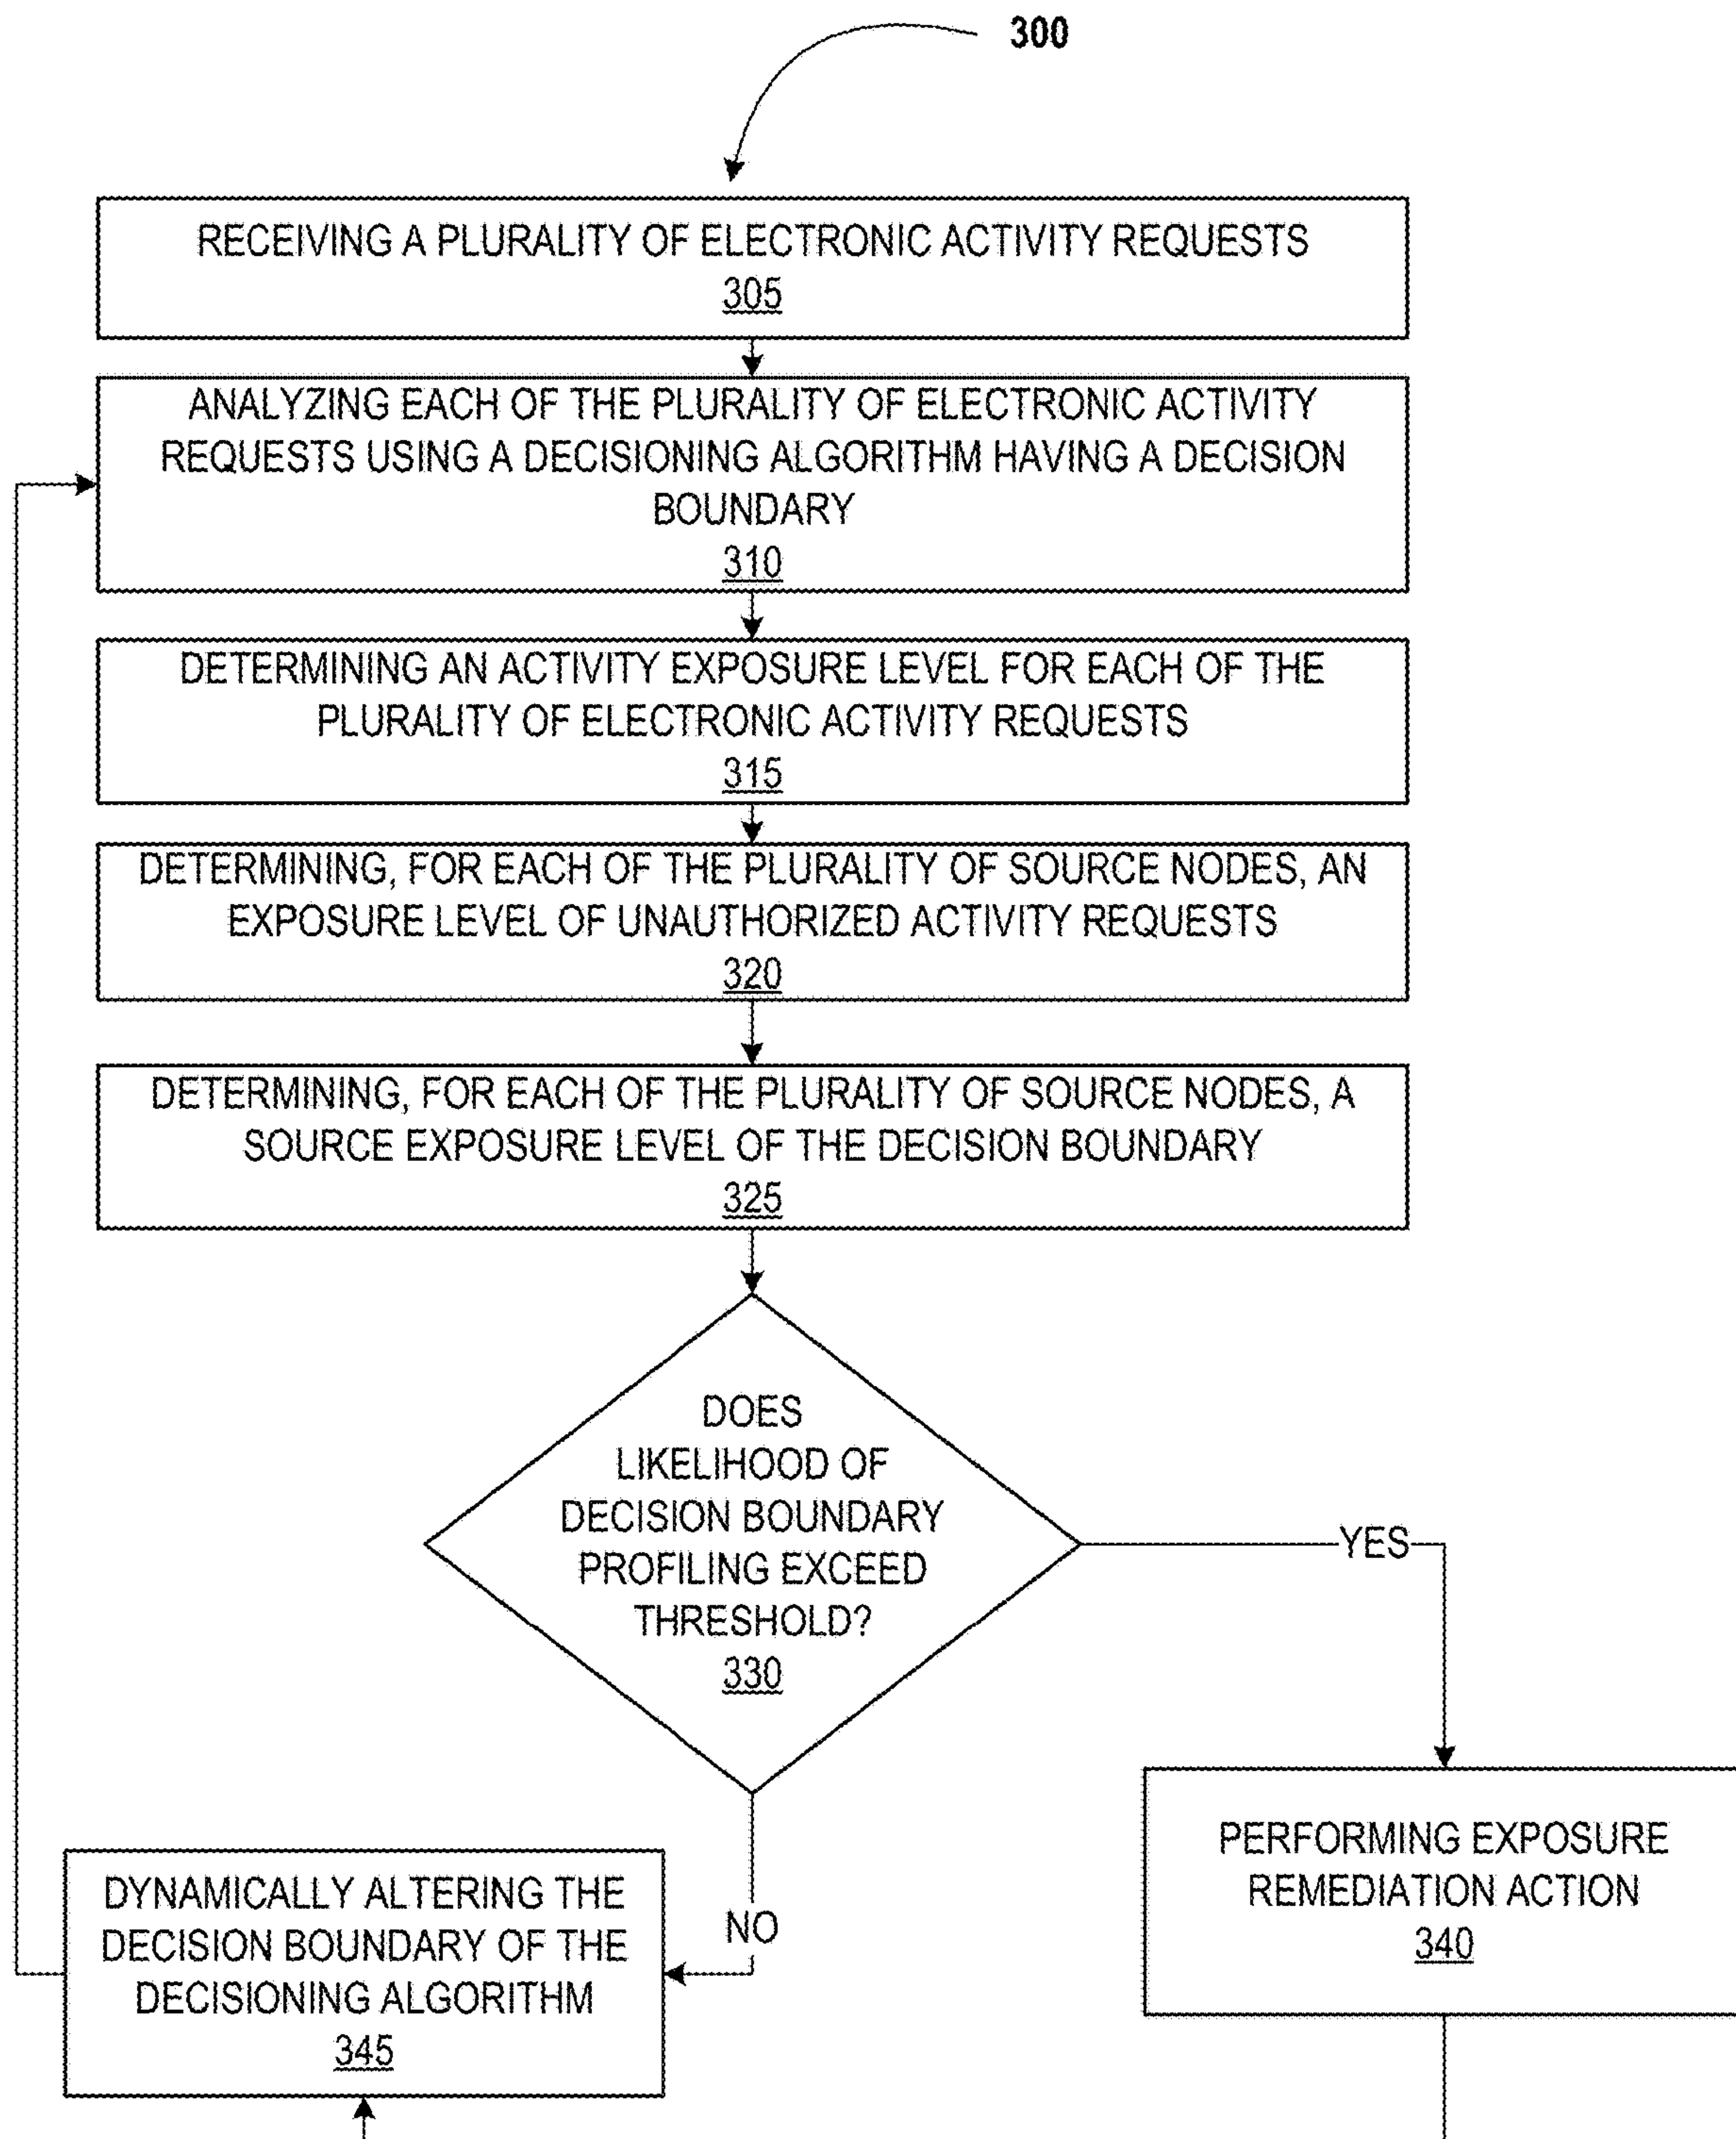 300
RECEIVING A PLURALITY OF ELECTRONIC ACTIVITY REQUESTS
305
ANALYZING EACH OF THE PLURALITY OF ELECTRONIC ACTIVITY
REQUESTS USING A DECISIONING ALGORITHM HAVING A DECISION
BOUNDARY
310
DETERMINING AN ACTIVITY EXPOSURE LEVEL FOR EACH OF THE
PLURALITY OF ELECTRONIC ACTIVITY REQUESTS
315
DETERMINING, FOR EACH OF THE PLURALITY OF SOURCE NODES, AN
EXPOSURE LEVEL OF UNAUTHORIZED ACTIVITY REQUESTS
320
DETERMINING, FOR EACH OF THE PLURALITY OF SOURCE NODES, A
SOURCE EXPOSURE LEVEL OF THE DECISION BOUNDARY
325
DOES
LIKELIHOOD OF
DECISION BOUNDARY
PROFILING EXCEED
THRESHOLD?
330
YES
NO
PERFORMING EXPOSURE
REMEDIATION ACTION
340
DYNAMICALLY ALTERING THE
DECISION BOUNDARY OF THE
DECISIONING ALGORITHM
345